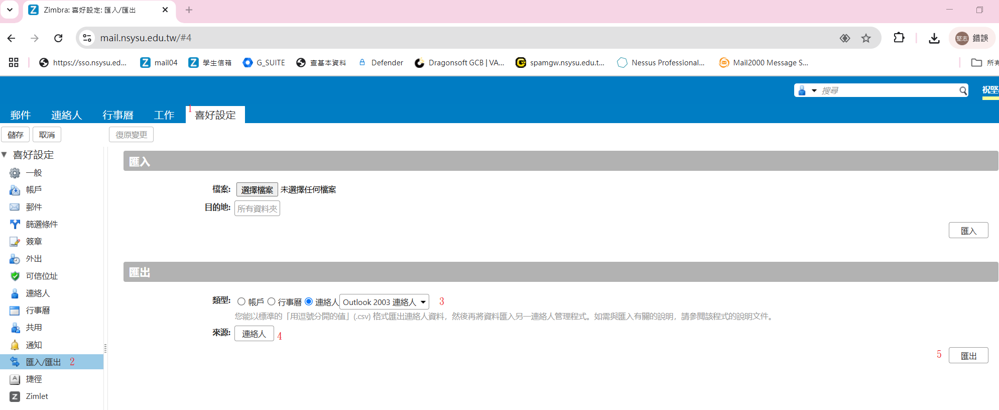 Zimbra: 喜好設定: 匯入/匯出
mail.nsysu.edu.tw/#4
堅志 錯誤
https://sso.nsysu.ed... mail04 學生信箱 G_SUITE 查基本資料 Defender Dragonsoft GCB | VA... spamgw.nsysu.edu.t... Nessus Professional... Mail2000 Message S... 所有
搜尋 祝堅
郵件 連絡人 行事曆 工作 1 喜好設定
儲存 取消 復原變更
喜好設定
一般
帳戶
郵件
篩選條件
簽章
外出
可信位址
連絡人
行事曆
共用
通知
匯入/匯出 2
捷徑
Zimlet
匯入
檔案: 選擇檔案 未選擇任何檔案
目的地: 所有資料夾
匯入
匯出
類型: 帳戶 行事曆 連絡人 Outlook 2003 連絡人 3
您能以標準的「用逗號分開的值」(.csv) 格式匯出連絡人資料，然後再將資料匯入另一連絡人管理程式。如需與匯入有關的說明，請參閱該程式的說明文件。
來源: 連絡人 4
5 匯出